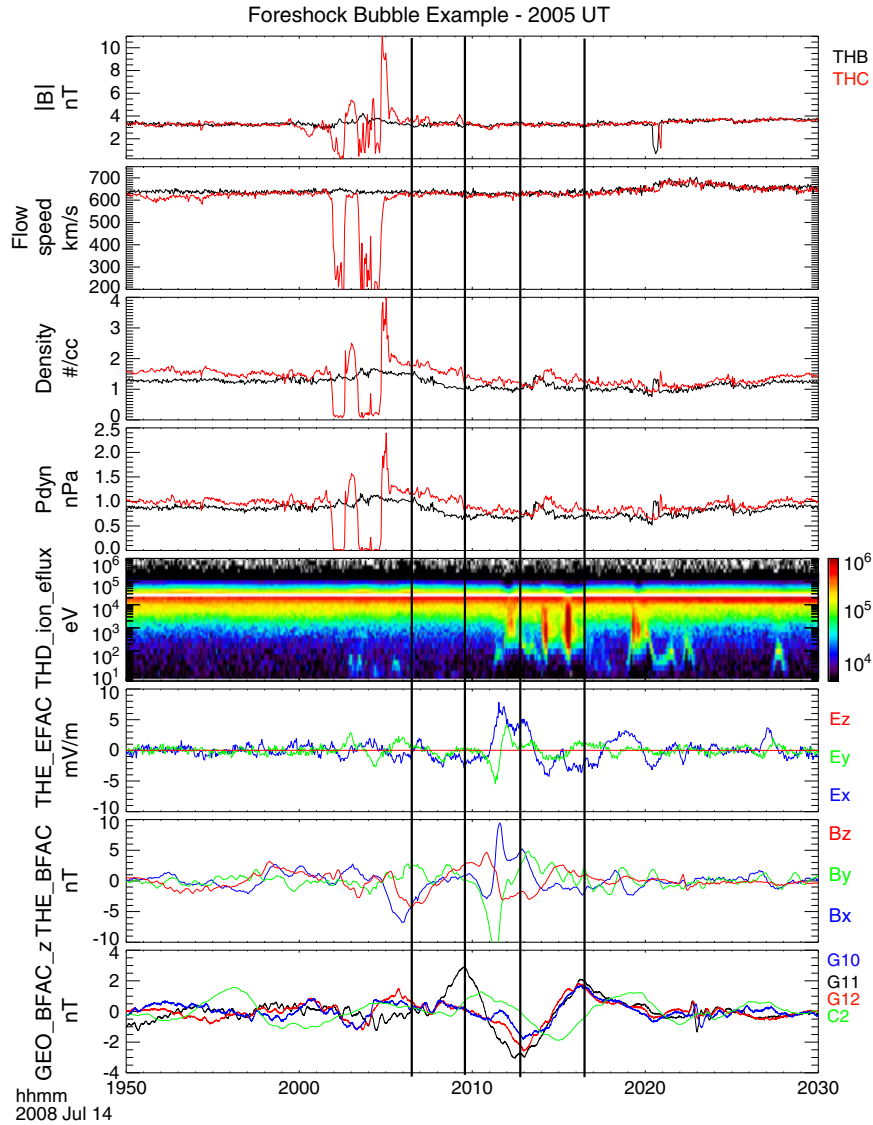 Foreshock Bubble Example - 2005 UT
|B|
nT
10
8
6
4
2
THB
THC
Flow
speed
km/s
700
600
500
400
300
200
Density
#/cc
4
3
2
1
0
Pdyn
nPa
2.5
2.0
1.5
1.0
0.5
0.0
THD_ion_eflux
eV
10^6
10^5
10^4
10^3
10^2
10^1
10^6
10^5
10^4
THE_EFAC
mV/m
10
5
0
-5
-10
Ez
Ey
Ex
THE_BFAC
nT
10
5
0
-5
-10
Bz
By
Bx
GEO_BFAC_z
nT
4
2
0
-2
-4
G10
G11
G12
C2
1950
2000
2010
2020
2030
hhmm
2008 Jul 14